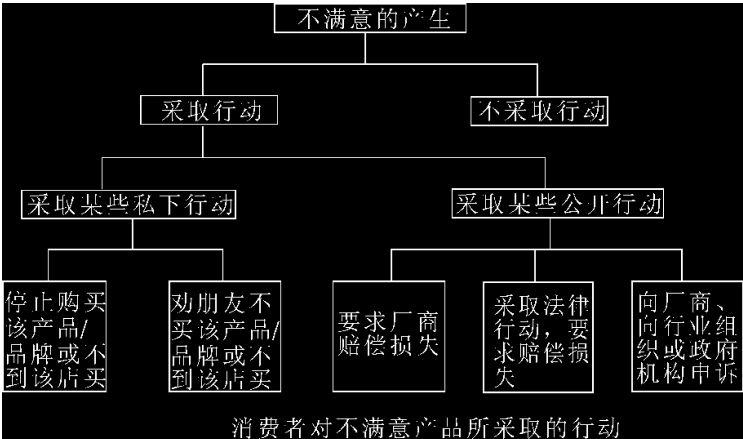 不满意的产生
采取行动
不采取行动
采取某些私下行动
采取某些公开行动
停止购买
该产品/
品牌或不
到该店买
劝朋友不
买该产品/
品牌或不
到该店买
要求厂商
赔偿损失
采取法律
行动，要
求赔偿损
失
向厂商、
向行业组
织或政府
机构申诉
消费者对不满意产品所采取的行动